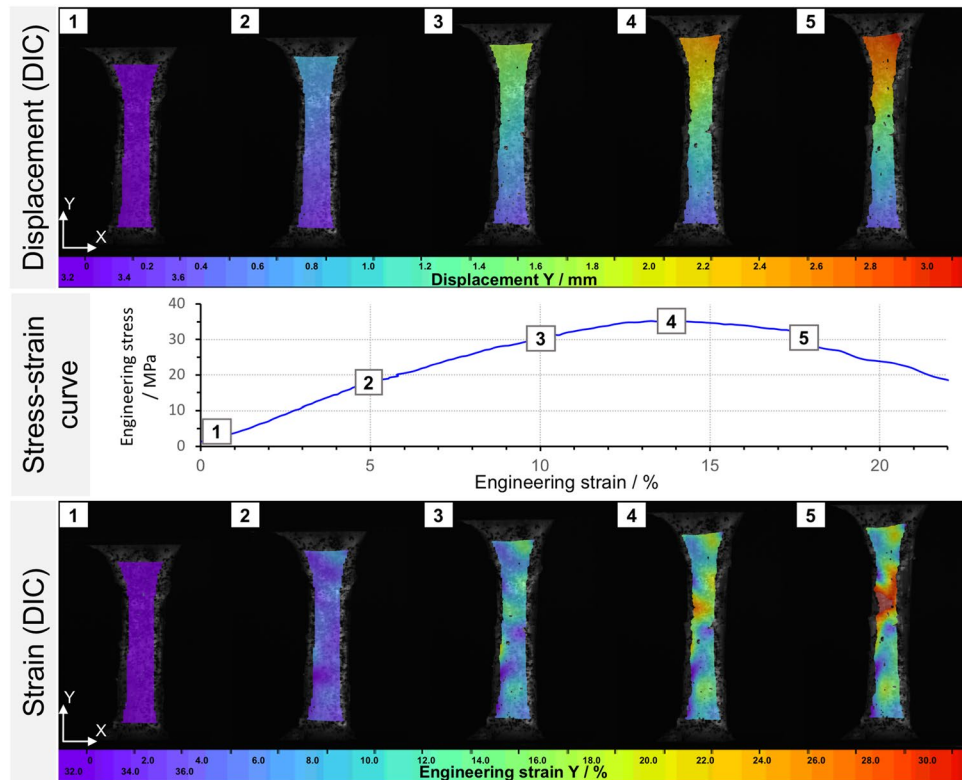 Displacement (DIC)
1 2 3 4 5
Y
X
0 0.2 0.4 0.6 0.8 1.0 1.2 1.4 1.6 1.8 2.0 2.2 2.4 2.6 2.8 3.0
3.2 3.4 3.6
Displacement Y / mm
Stress-strain
curve
Engineering stress
/ MPa
40
30
20
10
0
1 2 3 4 5
0 5 10 15 20
Engineering strain / %
Strain (DIC)
1 2 3 4 5
Y
X
0 2.0 4.0 6.0 8.0 10.0 12.0 14.0 16.0 18.0 20.0 22.0 24.0 26.0 28.0 30.0
32.0 34.0 36.0
Engineering strain Y / %